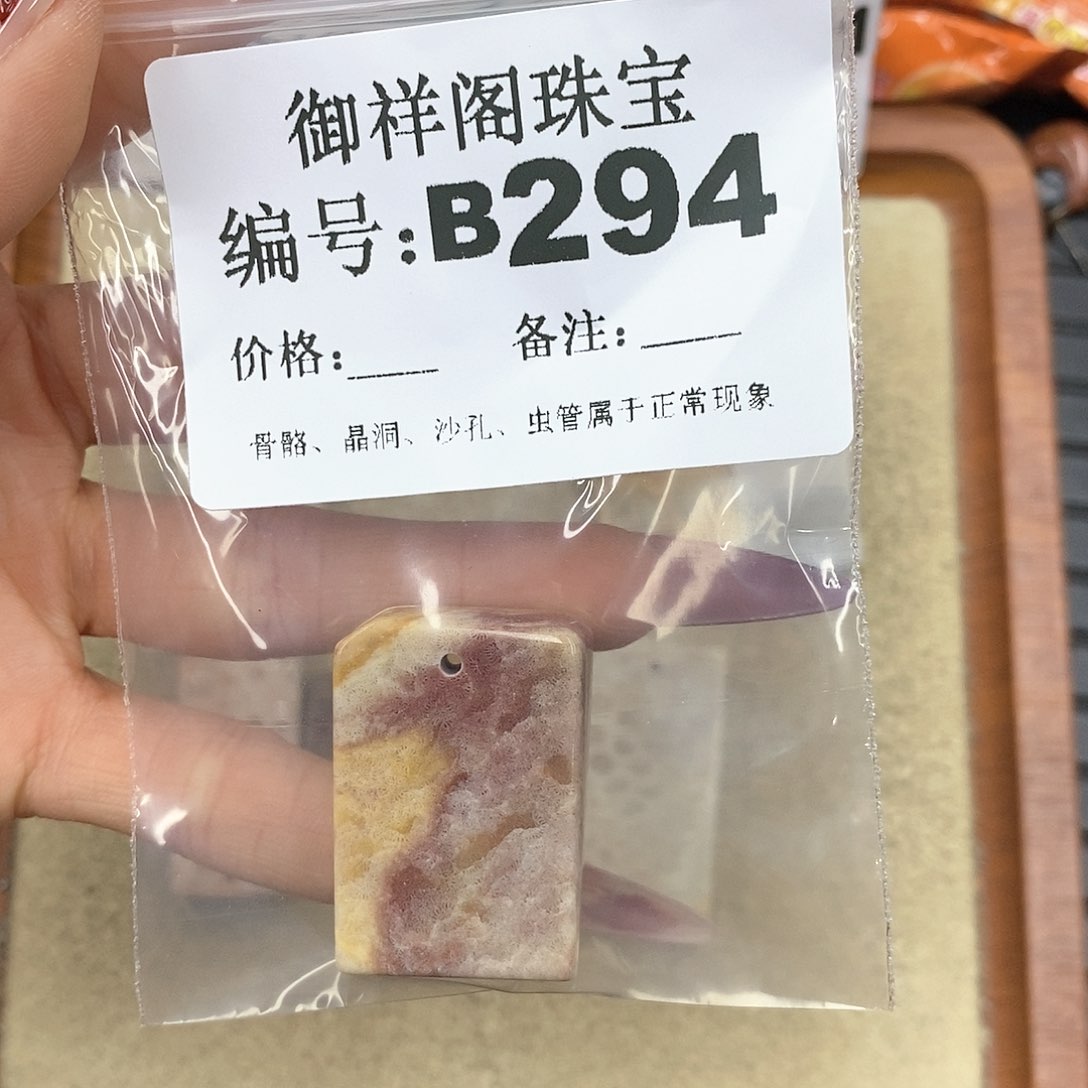 御祥阁珠宝
编号:B294
价格:____ 备注:____
骨骼、晶洞、沙孔、虫管属于正常现象